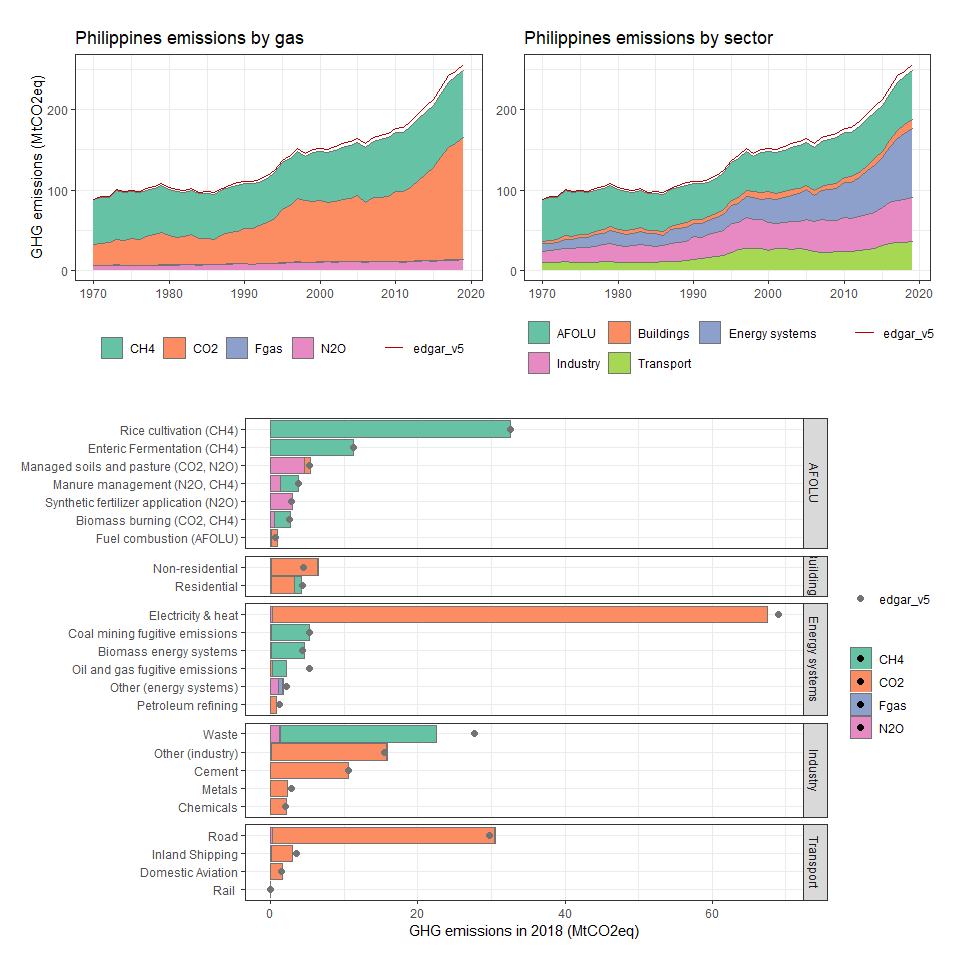 Philippines emissions by gas
GHG emissions (MtCO2eq)
200
100
0
1970
1980
1990
2000
2010
2020
CH4
CO2
Fgas
N2O
edgar_v5
Philippines emissions by sector
200
100
0
1970
1980
1990
2000
2010
2020
AFOLU
Buildings
Energy systems
edgar_v5
Industry
Transport
Rice cultivation (CH4)
Enteric Fermentation (CH4)
Managed soils and pasture (CO2, N2O)
Manure management (N2O, CH4)
Synthetic fertilizer application (N2O)
Biomass burning (CO2, CH4)
Fuel combustion (AFOLU)
AFOLU
Non-residential
Residential
uilding
Electricity & heat
Coal mining fugitive emissions
Biomass energy systems
Oil and gas fugitive emissions
Other (energy systems)
Petroleum refining
Energy systems
Waste
Other (industry)
Cement
Metals
Chemicals
Industry
Road
Inland Shipping
Domestic Aviation
Rail
Transport
0
20
40
60
GHG emissions in 2018 (MtCO2eq)
edgar_v5
CH4
CO2
Fgas
N2O